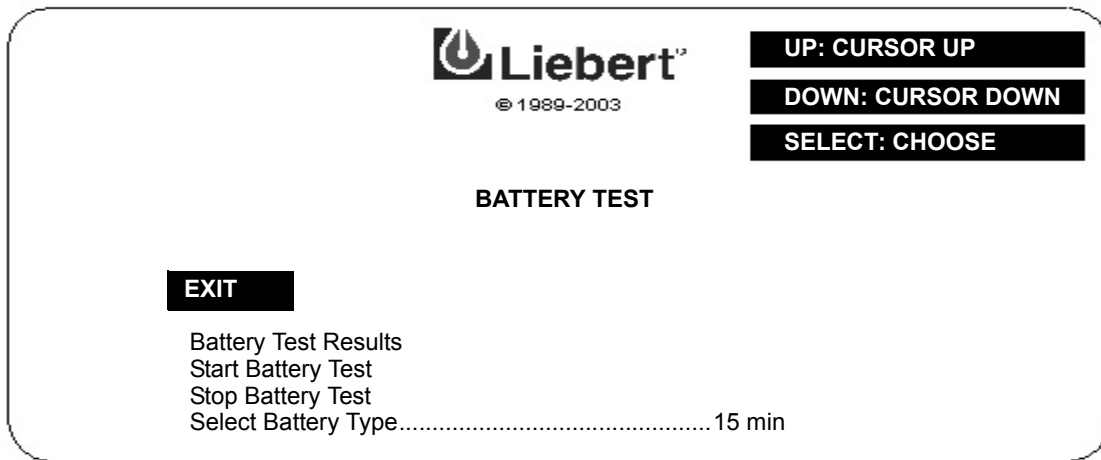 Liebert
© 1989-2003
UP: CURSOR UP
DOWN: CURSOR DOWN
SELECT: CHOOSE
BATTERY TEST
EXIT
Battery Test Results
Start Battery Test
Stop Battery Test
Select Battery Type...............................................15 min